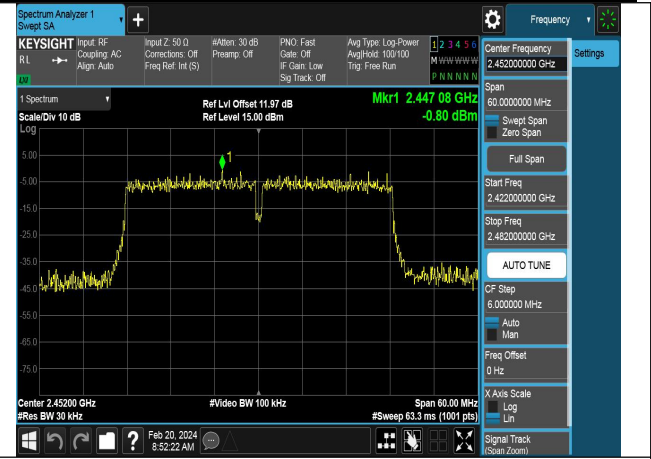 Spectrum Analyzer 1
Swept SA
Frequency
KEYSIGHT
RL
Input: RF
Coupling: AC
Align: Auto
Input Z: 50 Ω
Corrections: Off
Freq Ref: Int (S)
#Atten: 30 dB
Preamp: Off
PNO: Fast
Gate: Off
IF Gain: Low
Sig Track: Off
Avg Type: Log-Power
Avg|Hold: 100/100
Trig: Free Run
1 2 3 4 5 6
M W W W W W
P N N N N N
1 Spectrum
Scale/Div 10 dB
Log
Ref Lvl Offset 11.97 dB
Ref Level 15.00 dBm
Mkr1 2.447 08 GHz
-0.80 dBm
1
5.00
-5.00
-15.0
-25.0
-35.0
-45.0
-55.0
-65.0
-75.0
Center 2.45200 GHz
#Res BW 30 kHz
#Video BW 100 kHz
Span 60.00 MHz
#Sweep 63.3 ms (1001 pts)
Feb 20, 2024
8:52:22 AM
Center Frequency
2.452000000 GHz
Settings
Span
60.0000000 MHz
Swept Span
Zero Span
Full Span
Start Freq
2.422000000 GHz
Stop Freq
2.482000000 GHz
AUTO TUNE
CF Step
6.000000 MHz
Auto
Man
Freq Offset
0 Hz
X Axis Scale
Log
Lin
Signal Track
(Span Zoom)